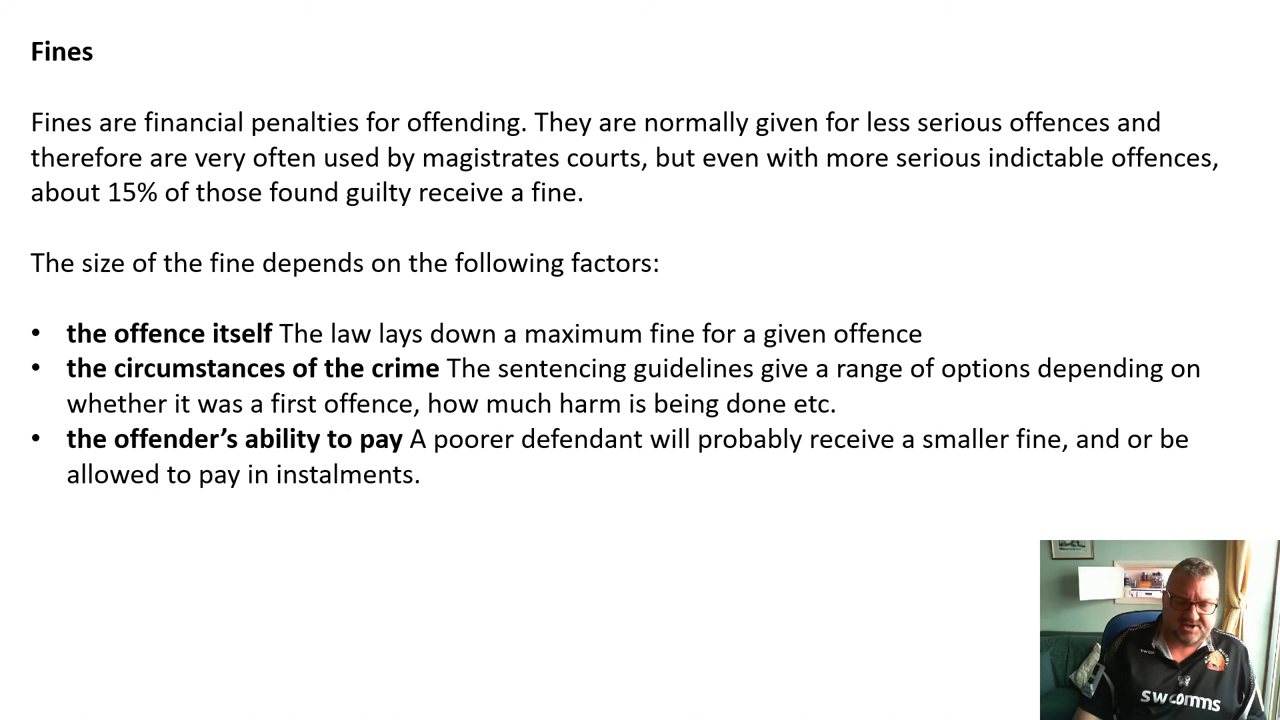 Fines
Fines are financial penalties for offending. They are normally given for less serious offences and
therefore are very often used by magistrates courts, but even with more serious indictable offences,
about 15% of those found guilty receive a fine.
The size of the fine depends on the following factors:
• the offence itself The law lays down a maximum fine for a given offence
• the circumstances of the crime The sentencing guidelines give a range of options depending on
whether it was a first offence, how much harm is being done etc.
• the offender’s ability to pay A poorer defendant will probably receive a smaller fine, and or be
allowed to pay in instalments.
swcomms